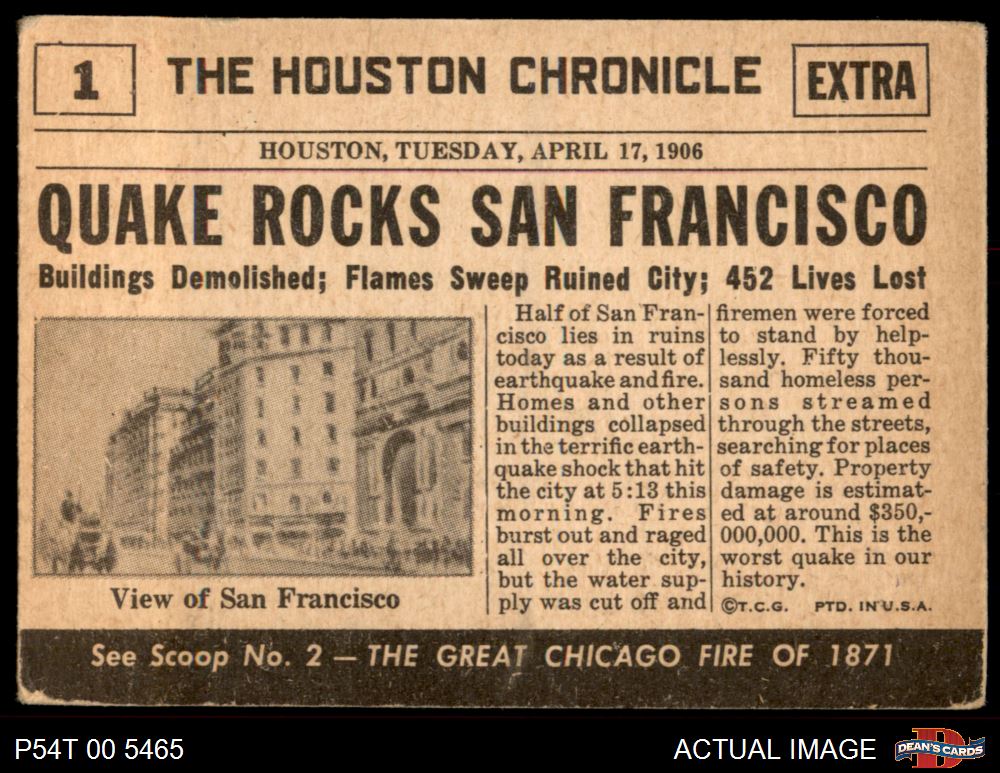 1
THE HOUSTON CHRONICLE
EXTRA
HOUSTON, TUESDAY, APRIL 17, 1906
QUAKE ROCKS SAN FRANCISCO
Buildings Demolished; Flames Sweep Ruined City; 452 Lives Lost
View of San Francisco
Half of San Fran-
cisco lies in ruins
today as a result of
earthquake and fire.
Homes and other
buildings collapsed
in the terrific earth-
quake shock that hit
the city at 5:13 this
morning. Fires
burst out and raged
all over the city,
but the water sup-
ply was cut off and
firemen were forced
to stand by help-
lessly. Fifty thou-
sand homeless per-
sons streamed
through the streets,
searching for places
of safety. Property
damage is estimat-
ed at around $350,-
000,000. This is the
worst quake in our
history.
©T.C.G. PTD. IN U.S.A.
See Scoop No. 2 — THE GREAT CHICAGO FIRE OF 1871
P54T 00 5465
ACTUAL IMAGE
D
DEAN'S CARDS